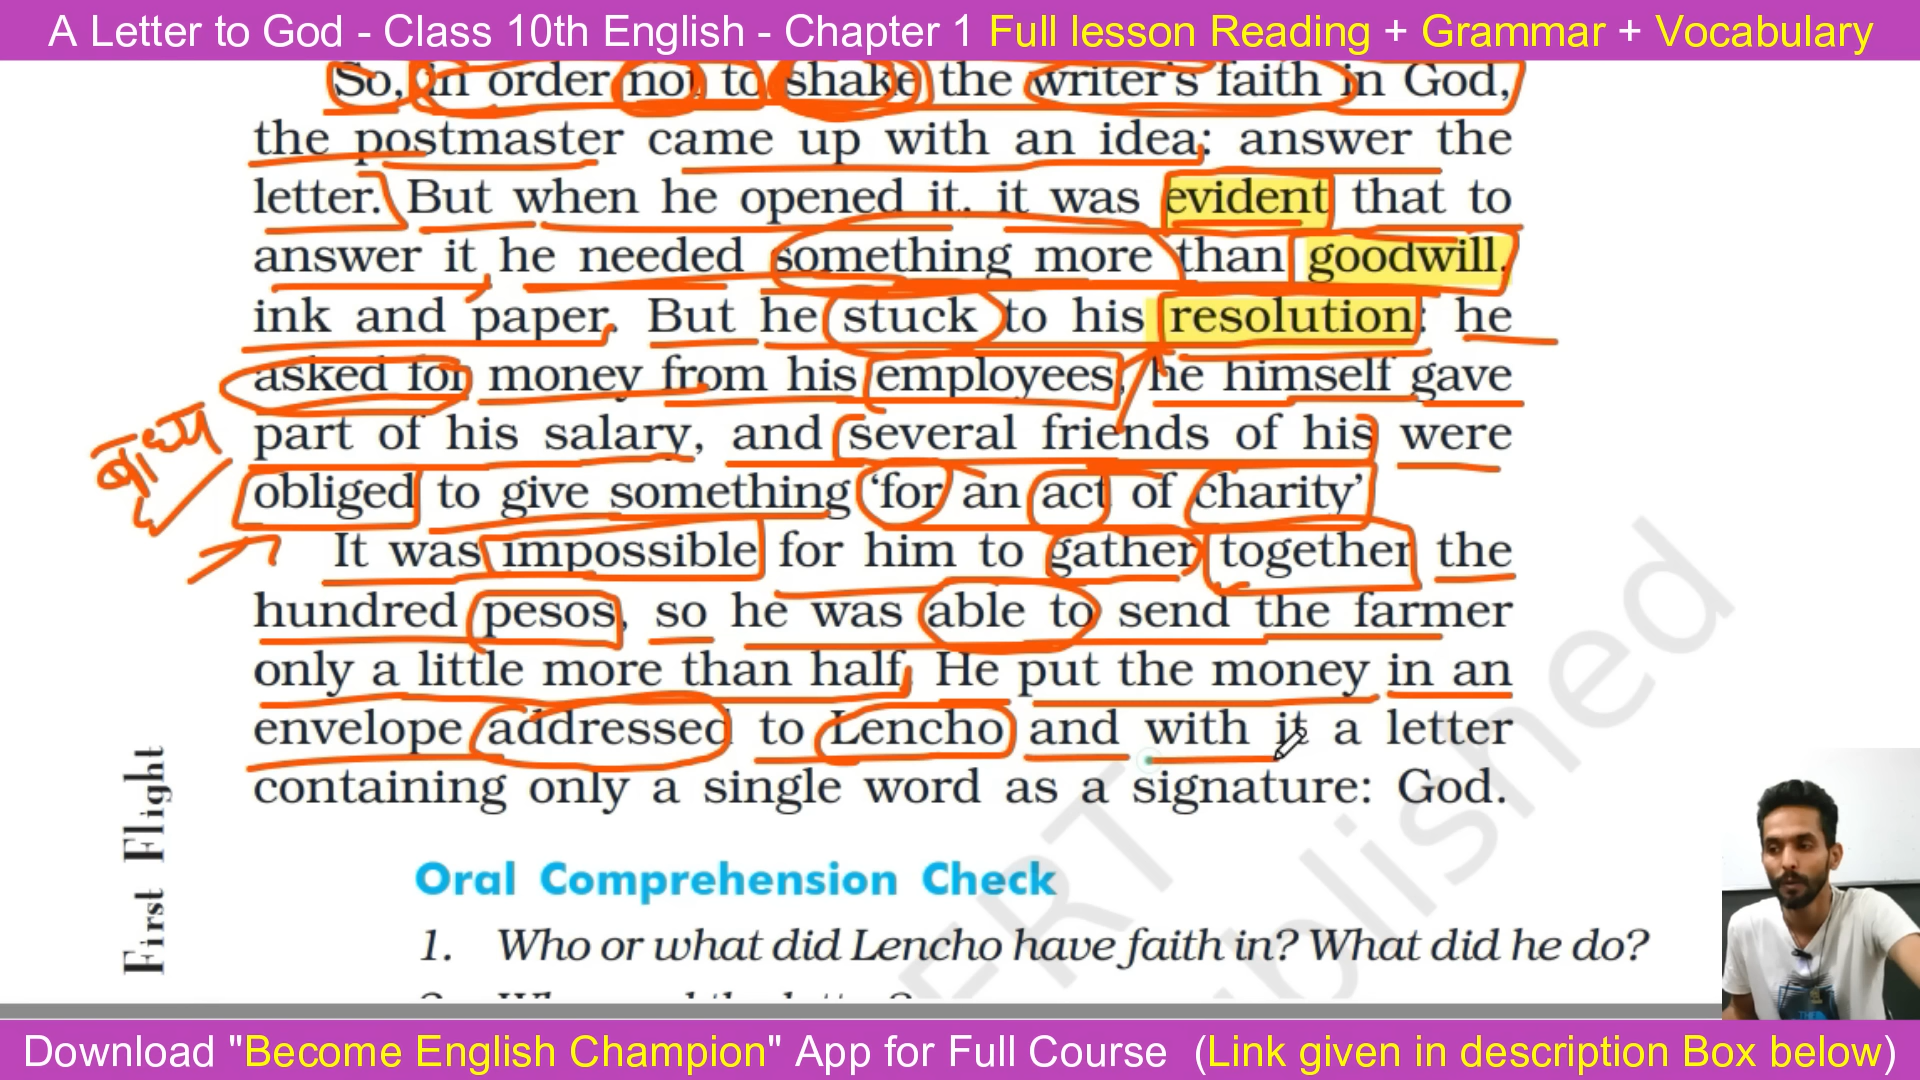 A Letter to God - Class 10th English - Chapter 1 Full lesson Reading + Grammar + Vocabulary
So, in order not to shake the writer's faith in God,
the postmaster came up with an idea: answer the
letter. But when he opened it, it was evident that to
answer it he needed something more than goodwill,
ink and paper. But he stuck to his resolution: he
asked for money from his employees, he himself gave
part of his salary, and several friends of his were
obliged to give something ‘for an act of charity’
It was impossible for him to gather together the
hundred pesos, so he was able to send the farmer
only a little more than half. He put the money in an
envelope addressed to Lencho and with it a letter
containing only a single word as a signature: God.
First Flight
Oral Comprehension Check
1. Who or what did Lencho have faith in? What did he do?
Download "Become English Champion" App for Full Course (Link given in description Box below)